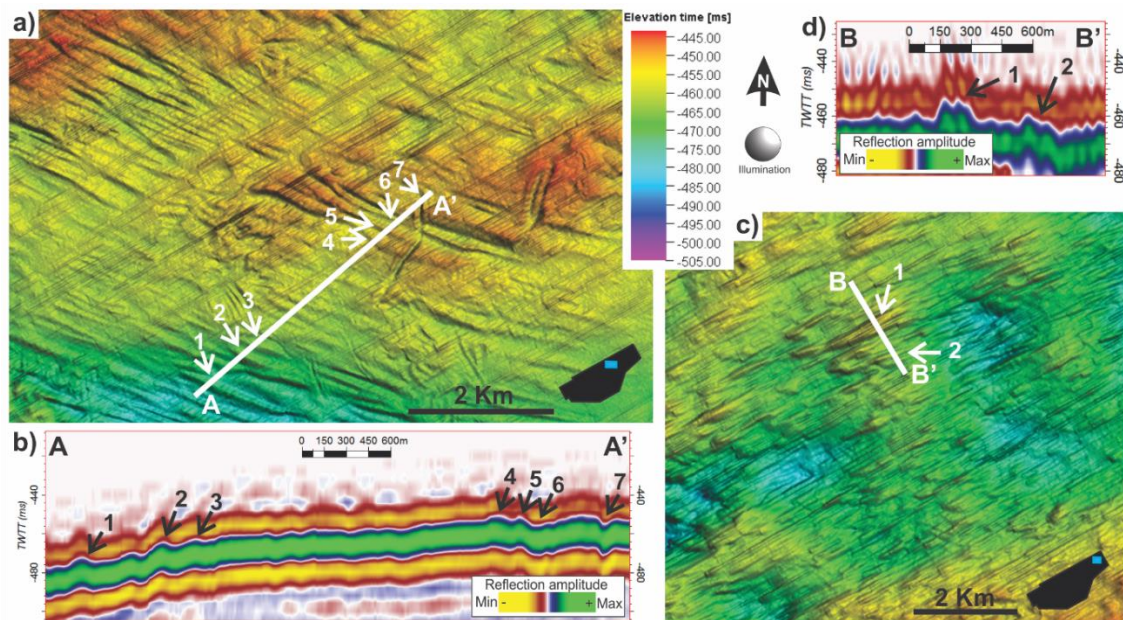 a)
1
2
3
4
5
6
7
A
A'
2 Km
Elevation time [ms]
-445.00
-450.00
-455.00
-460.00
-465.00
-470.00
-475.00
-480.00
-485.00
-490.00
-495.00
-500.00
-505.00
N
Illumination
d)
B
B'
0 150 300 600m
TWTT (ms)
-440
-460
-480
-440
-460
-480
1
2
Reflection amplitude
Min - + Max
b)
A
A'
0 150 300 450 600m
TWTT (ms)
-440
-480
-440
-480
1
2
3
4
5
6
7
Reflection amplitude
Min - + Max
c)
B
1
2
B'
2 Km